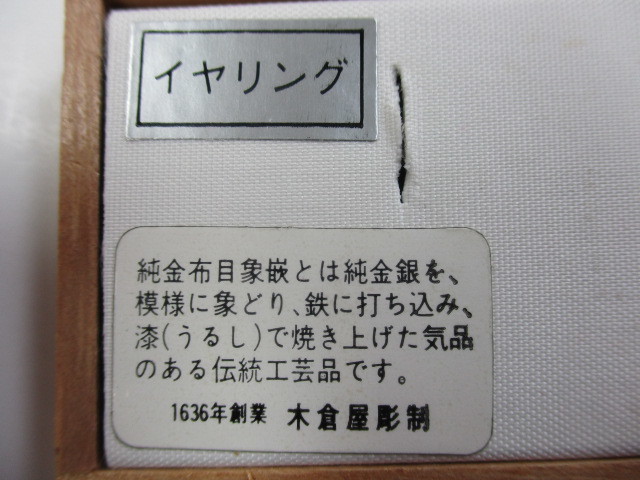 イヤリング
純金布目象嵌とは純金銀を、
模様に象どり、鉄に打ち込み、
漆(うるし)で焼き上げた気品
のある伝統工芸品です。
1636年創業 木倉屋彫制